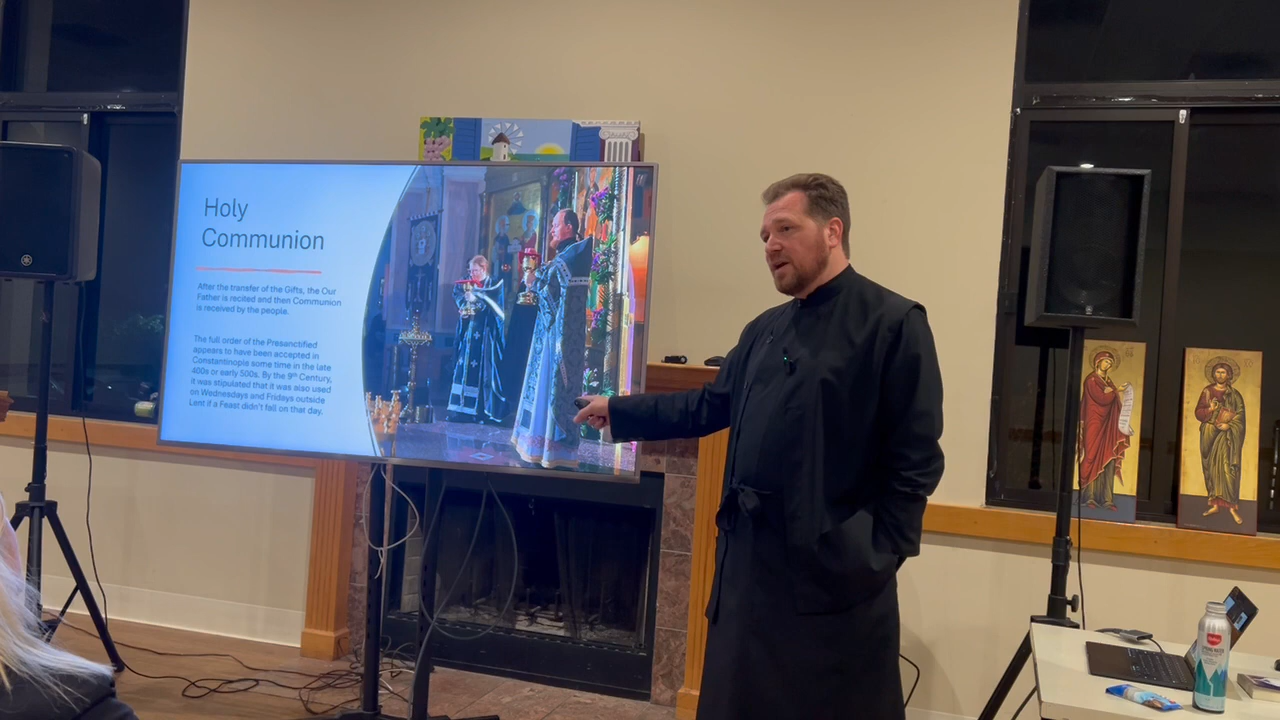 Holy
Communion
After the transfer of the Gifts, the Our
Father is recited and then Communion
is received by the people.
The full order of the Presanctified
appears to have been accepted in
Constantinople some time in the late
400s or early 500s. By the 9th Century,
it was stipulated that it was also used
on Wednesdays and Fridays outside
Lent if a Feast didn't fall on that day.